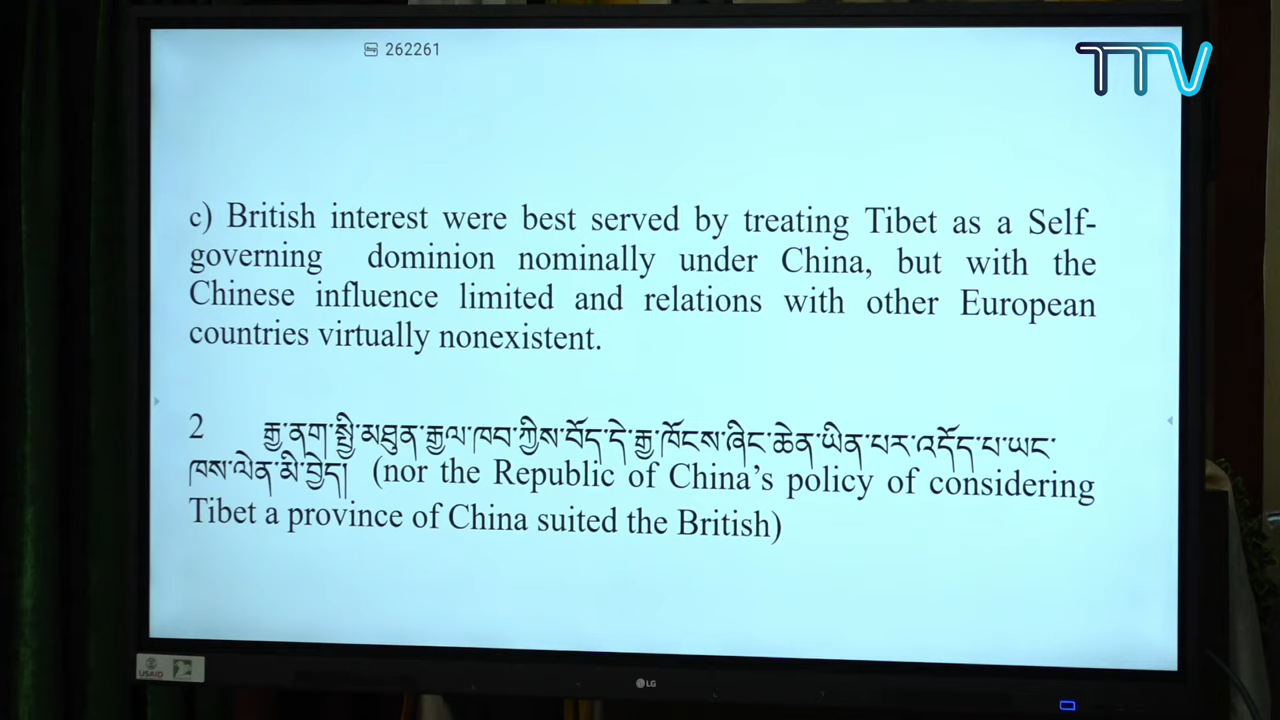 262261
TTV
c) British interest were best served by treating Tibet as a Self-
governing dominion nominally under China, but with the
Chinese influence limited and relations with other European
countries virtually nonexistent.
2 རྒྱ་ནག་སྤྱི་མཐུན་རྒྱལ་ཁབ་ཀྱིས་བོད་དེ་རྒྱ་ཁོངས་ཞིང་ཆེན་ཡིན་པར་འདོད་པ་ཡང་
ཁས་ལེན་མི་བྱེད། (nor the Republic of China’s policy of considering
Tibet a province of China suited the British)
USAID
LG